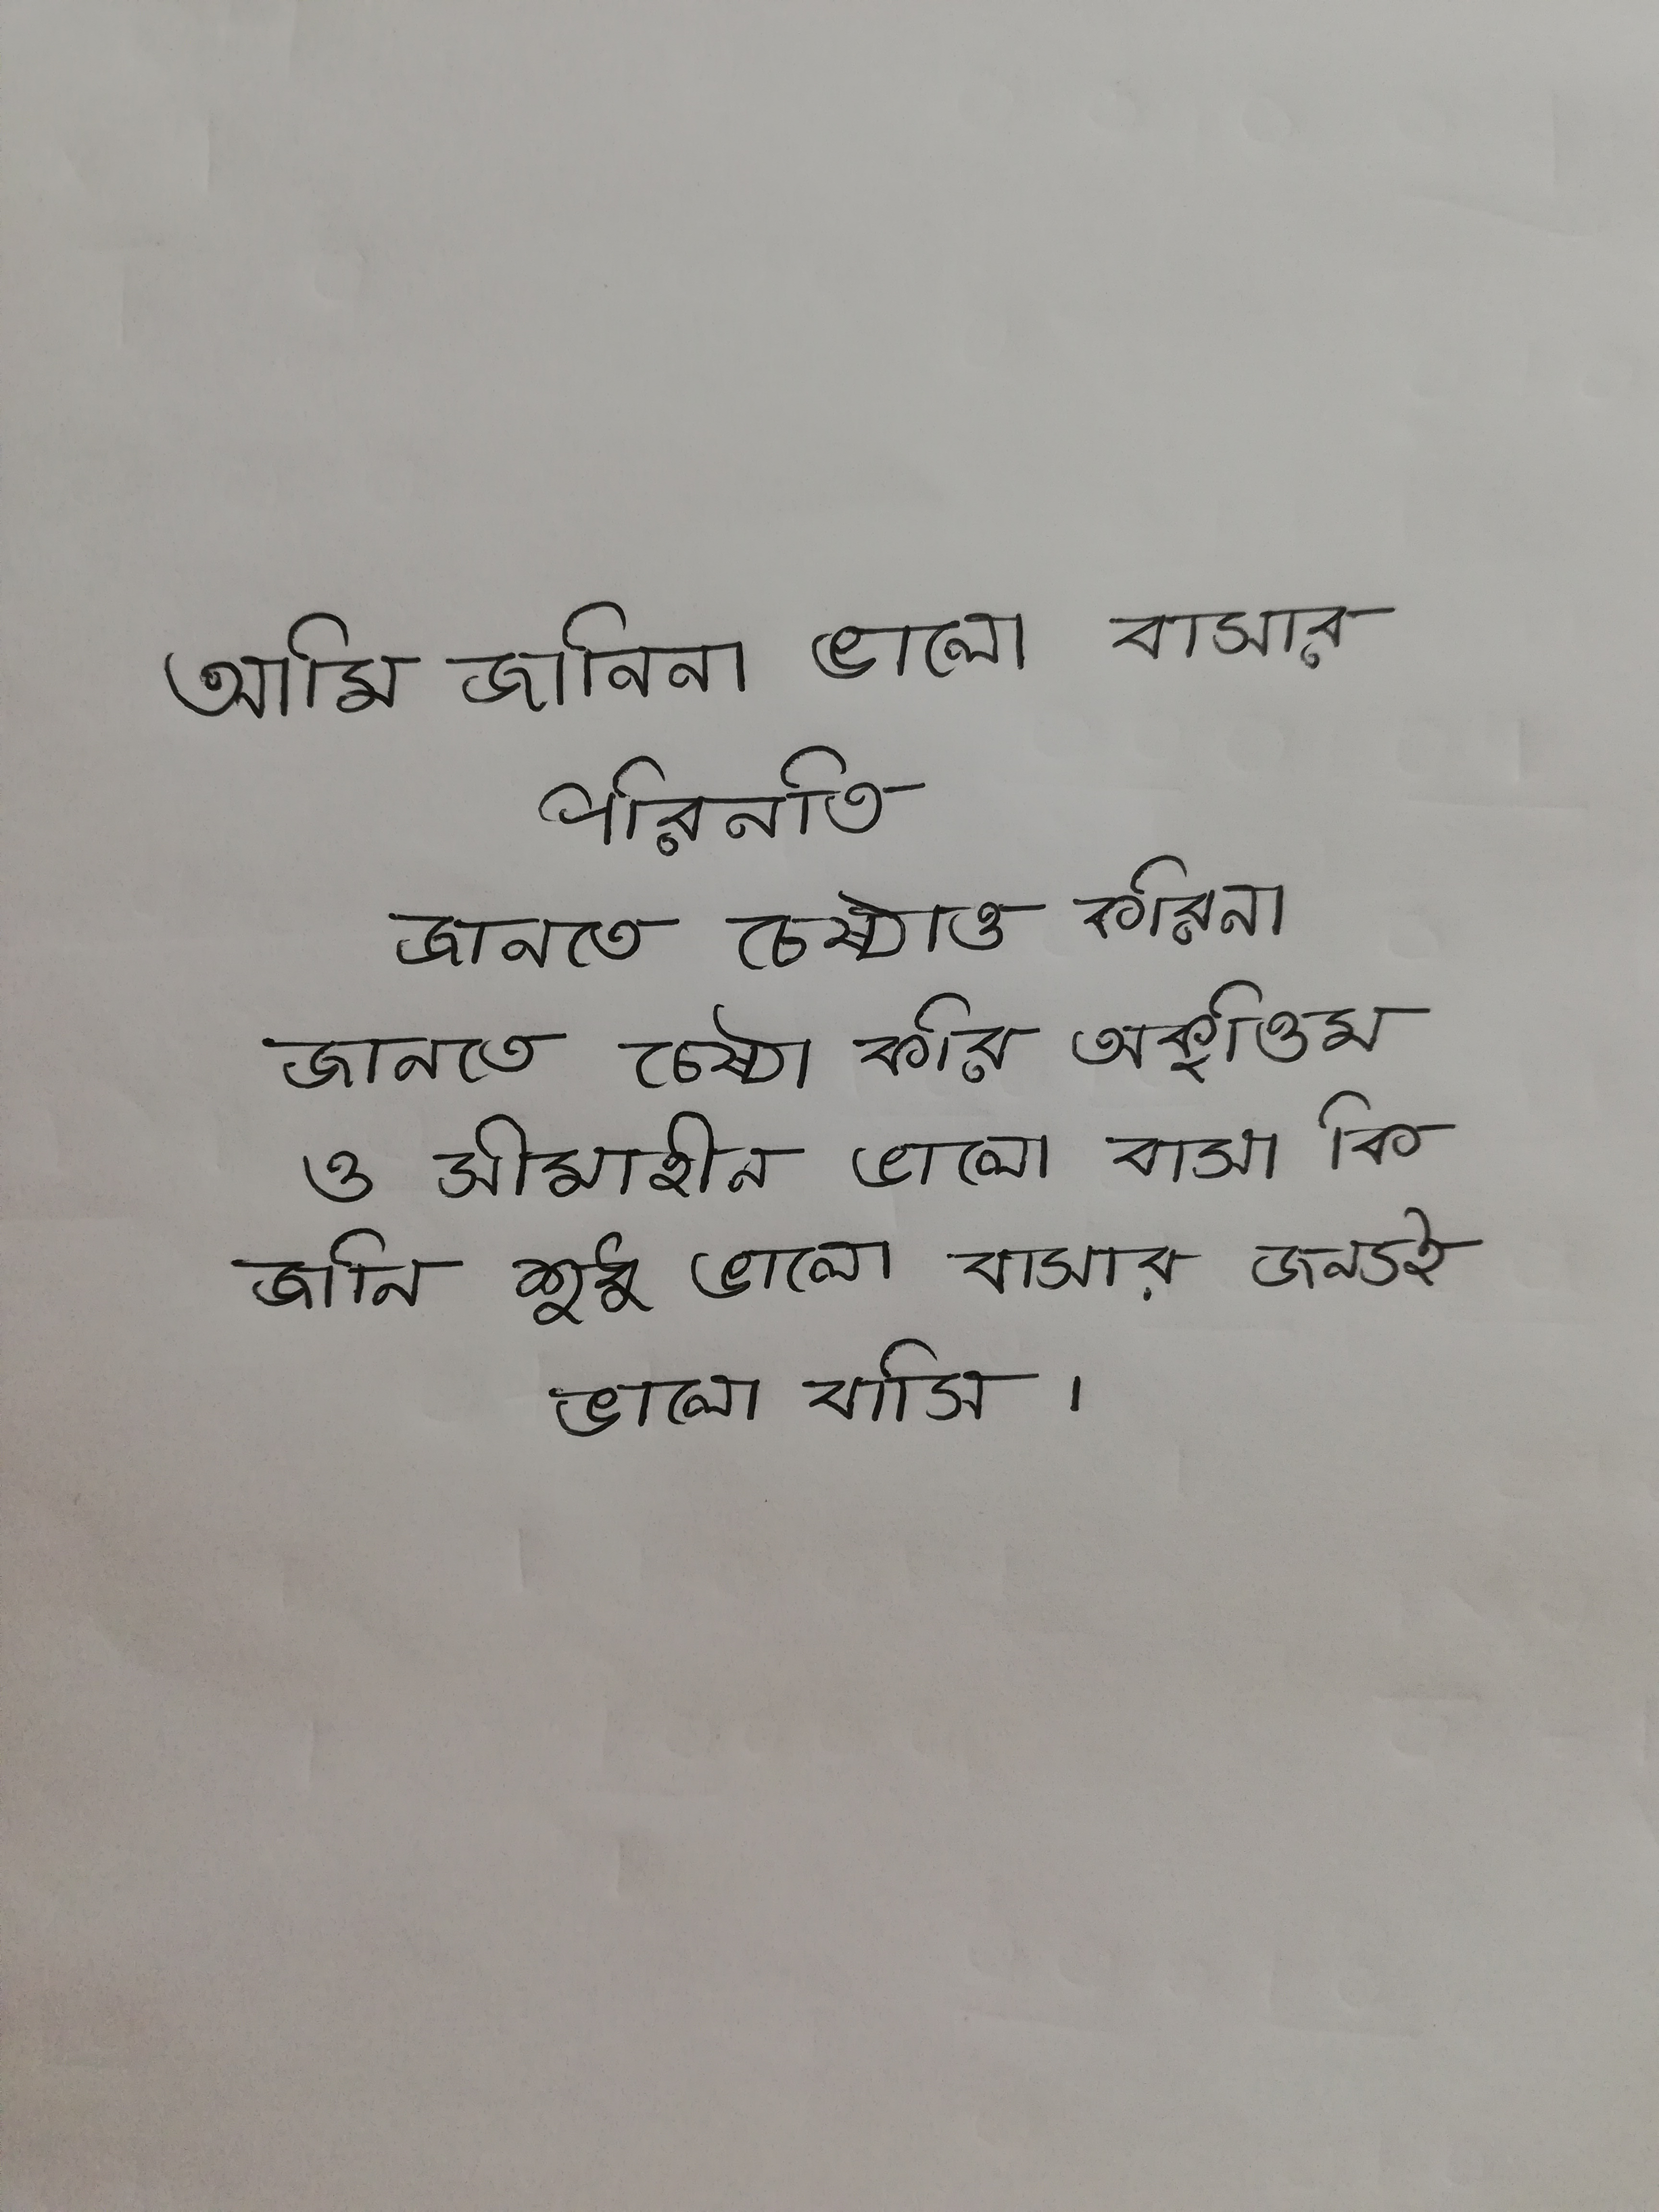 আমি জানিনা ভালো বাসার
পরিনতি
জানতে চেষ্টাও করিনা
জানতে চেষ্টা করি অকৃত্তিম
ও সীমাহীন ভালো বাসা কি
জানি শুধু ভালো বাসার জন্যই
ভালো বাসি ।